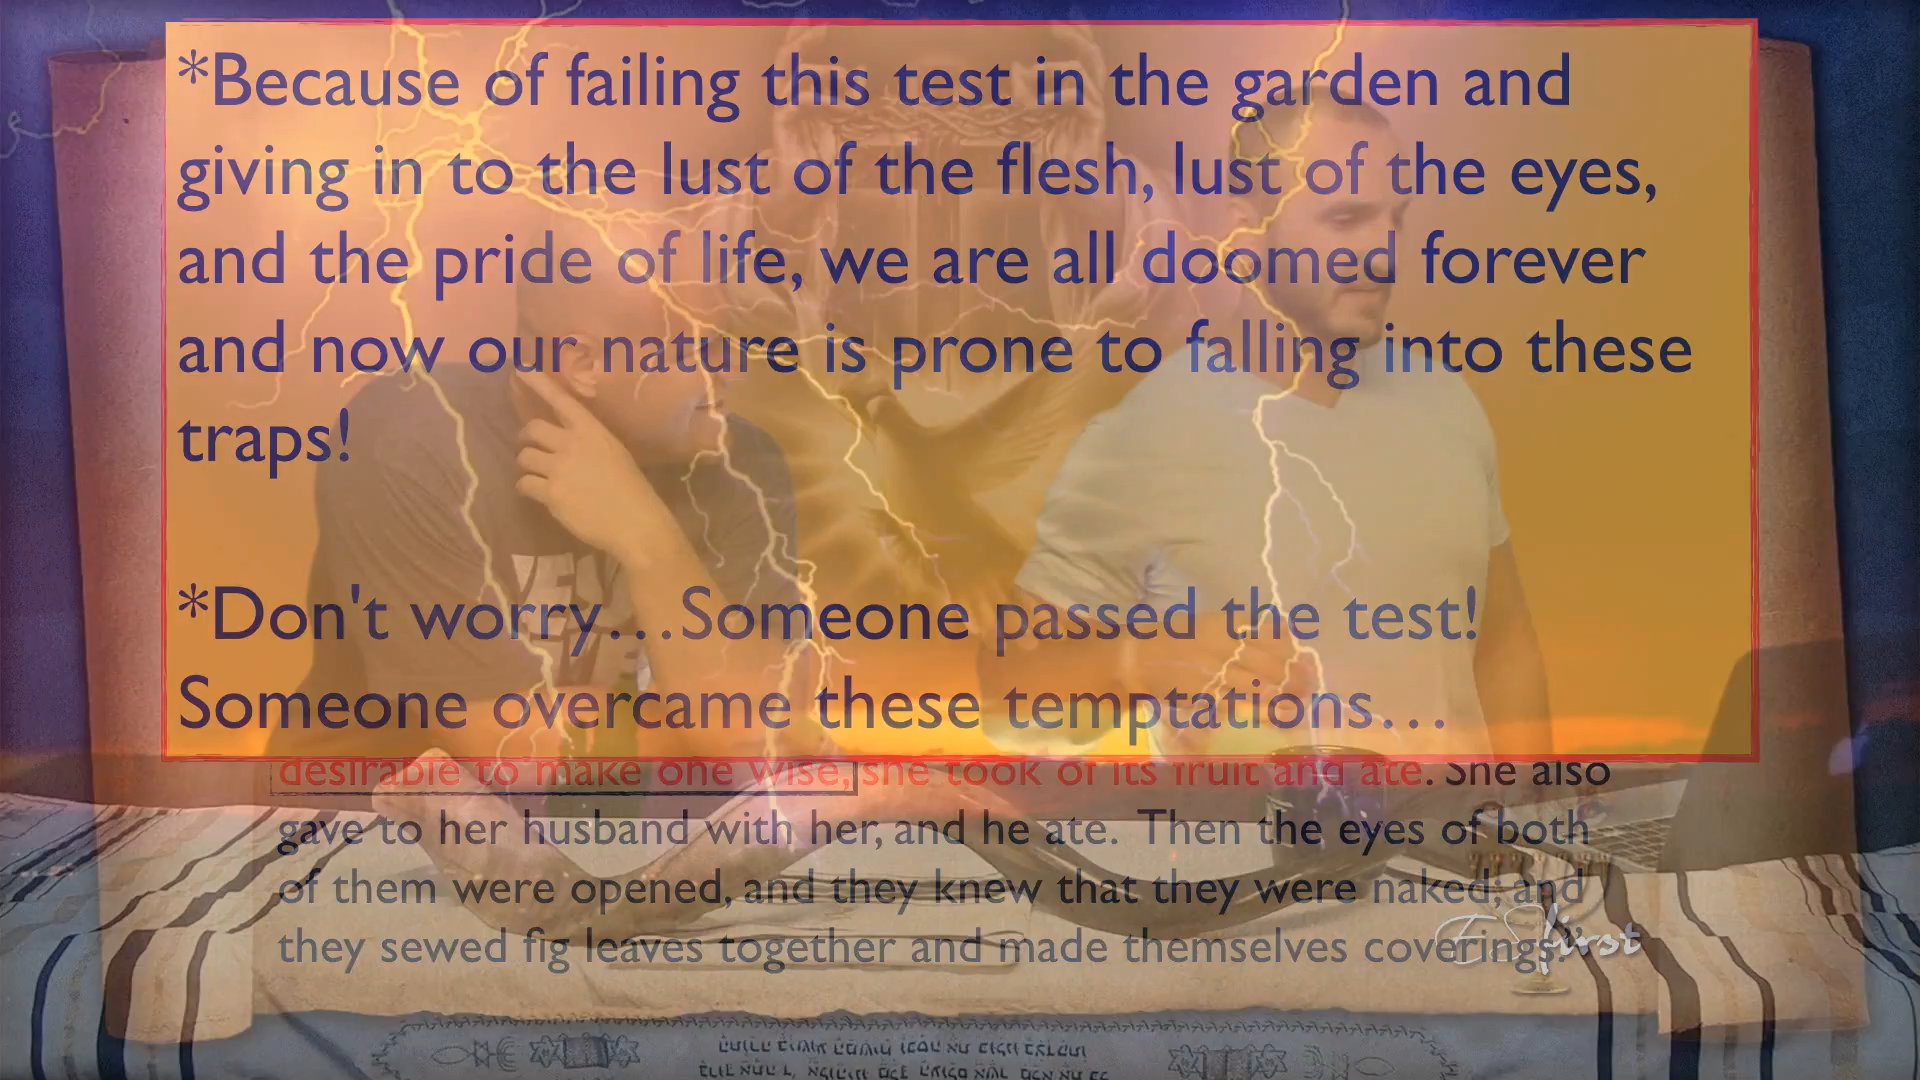 *Because of failing this test in the garden and
giving in to the lust of the flesh, lust of the eyes,
and the pride of life, we are all doomed forever
and now our nature is prone to falling into these
traps!
*Don't worry…Someone passed the test!
Someone overcame these temptations…
desirable to make one wise, she took of its fruit and ate. She also
gave to her husband with her, and he ate. Then the eyes of both
of them were opened, and they knew that they were naked; and
they sewed fig leaves together and made themselves coverings."
first